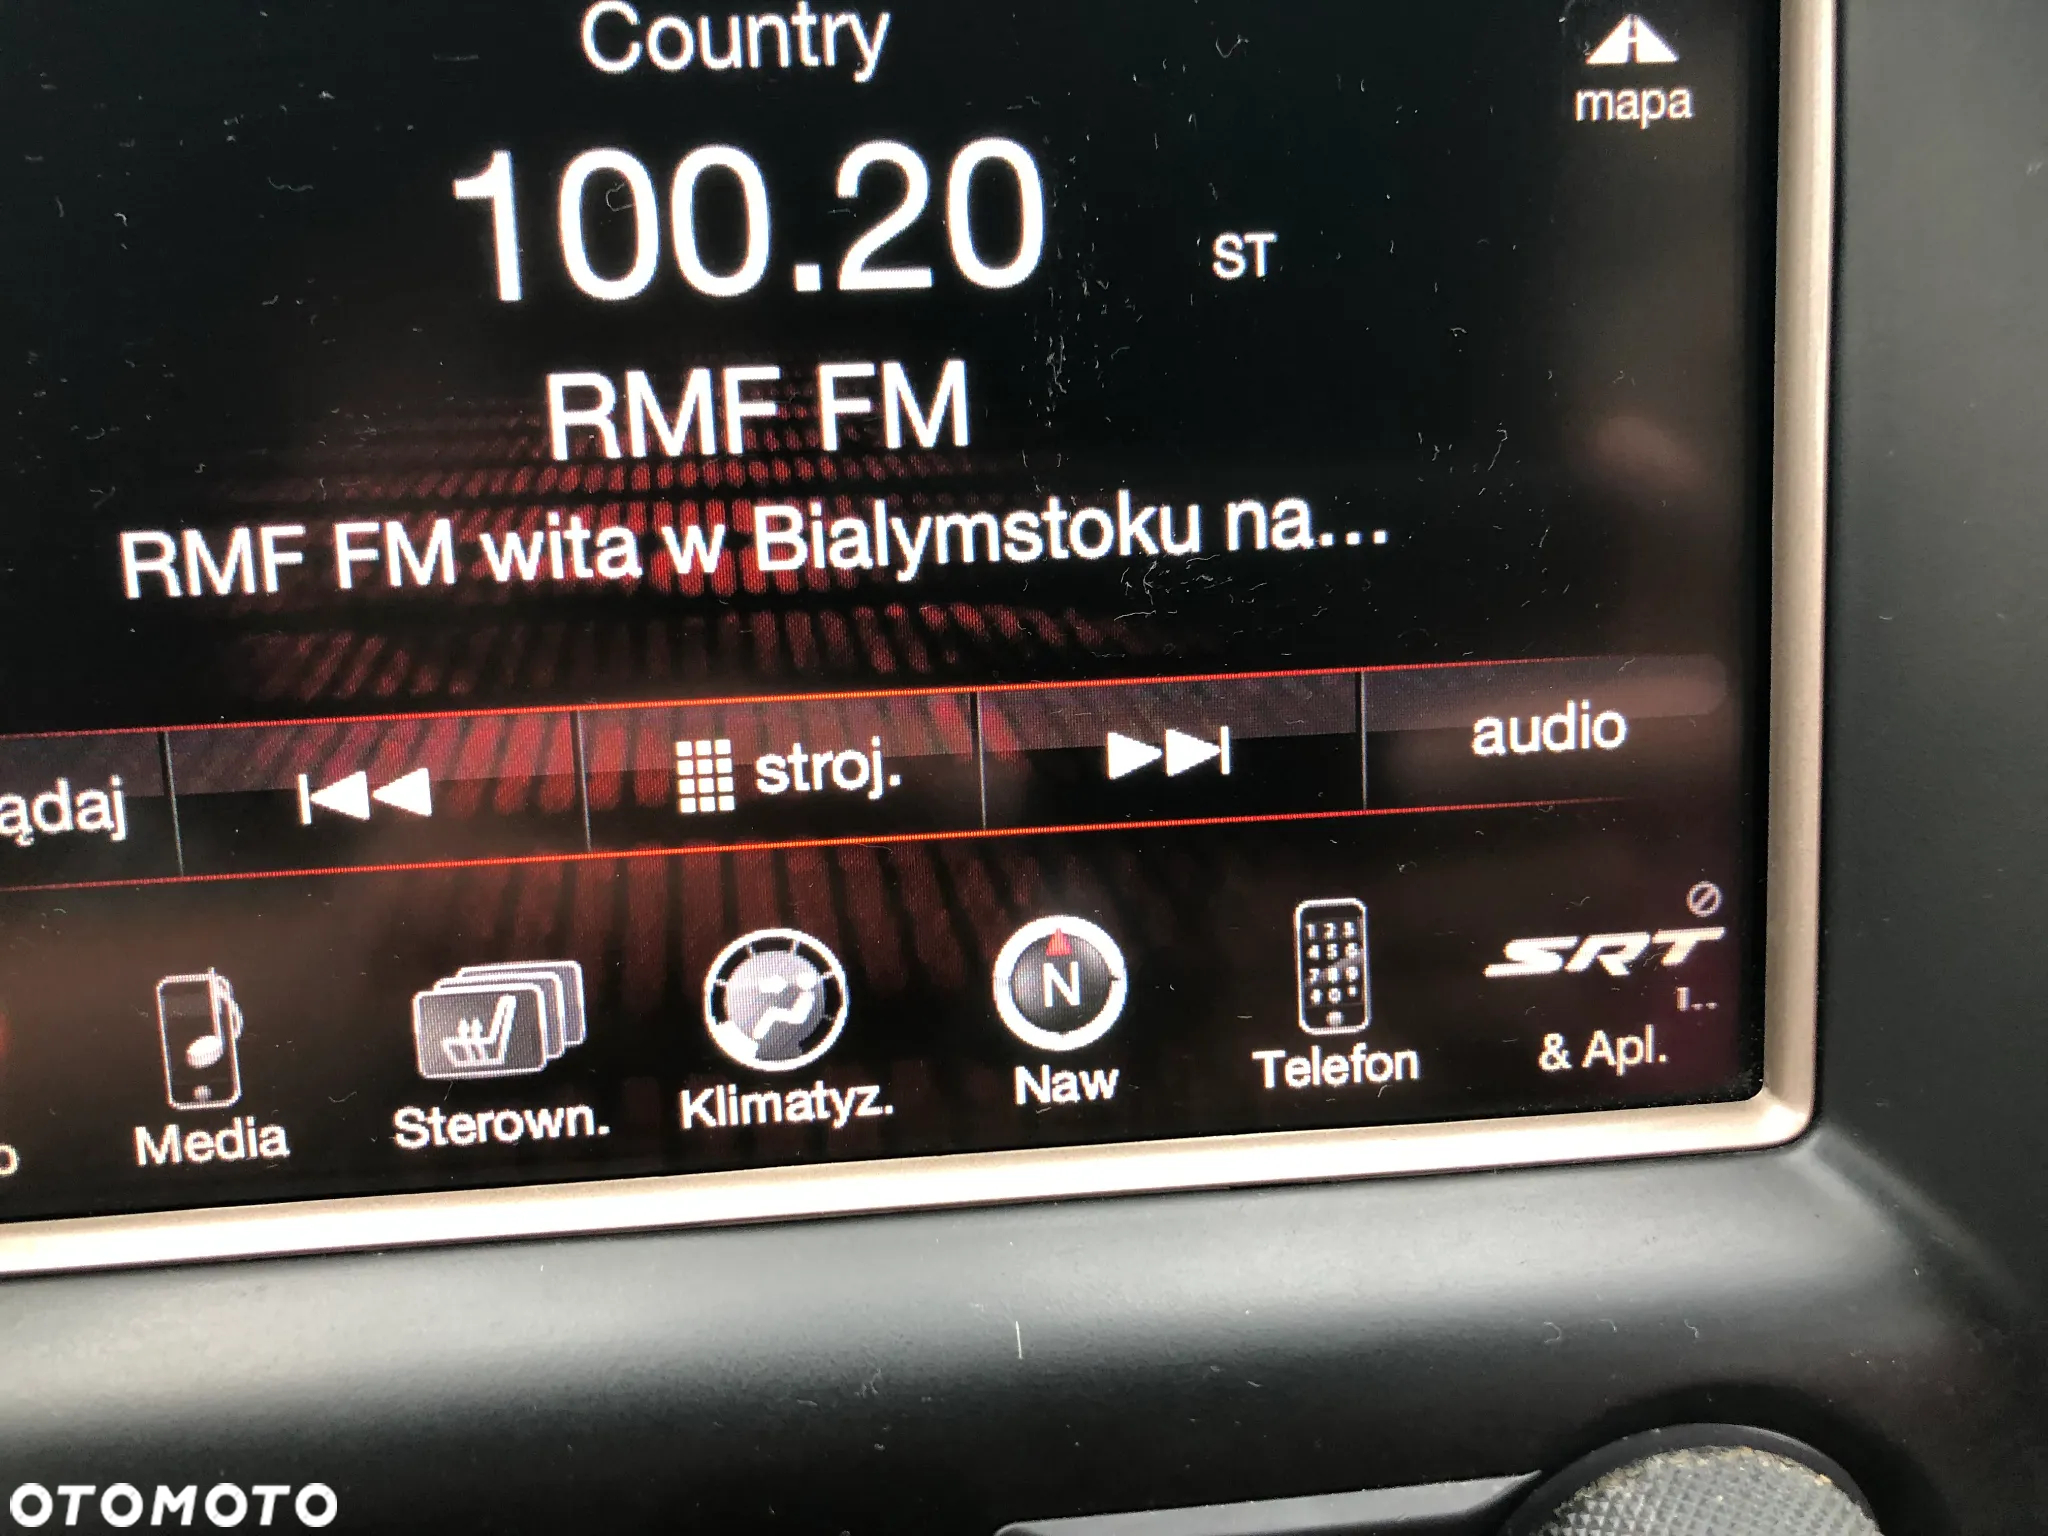 Country
mapa
100.20
ST
RMF FM
RMF FM wita w Bialymstoku na...
ądaj
stroj.
audio
Media
Sterown.
Klimatyz.
N
Naw
Telefon
SRT
& Apl.
OTOMOTO